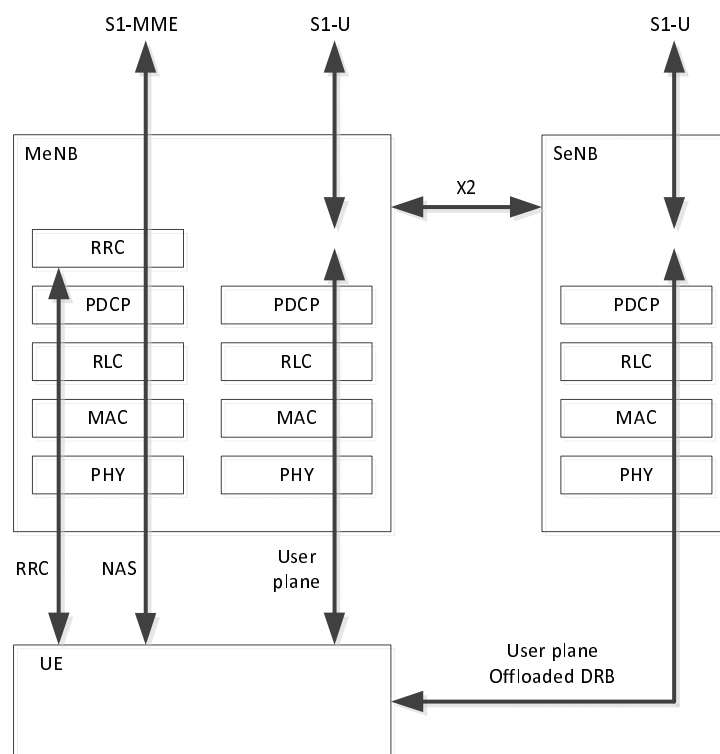 S1-MME
S1-U
S1-U
MeNB
SeNB
X2
RRC
PDCP
PDCP
PDCP
RLC
RLC
RLC
MAC
MAC
MAC
PHY
PHY
PHY
RRC
NAS
User
plane
UE
User plane
Offloaded DRB